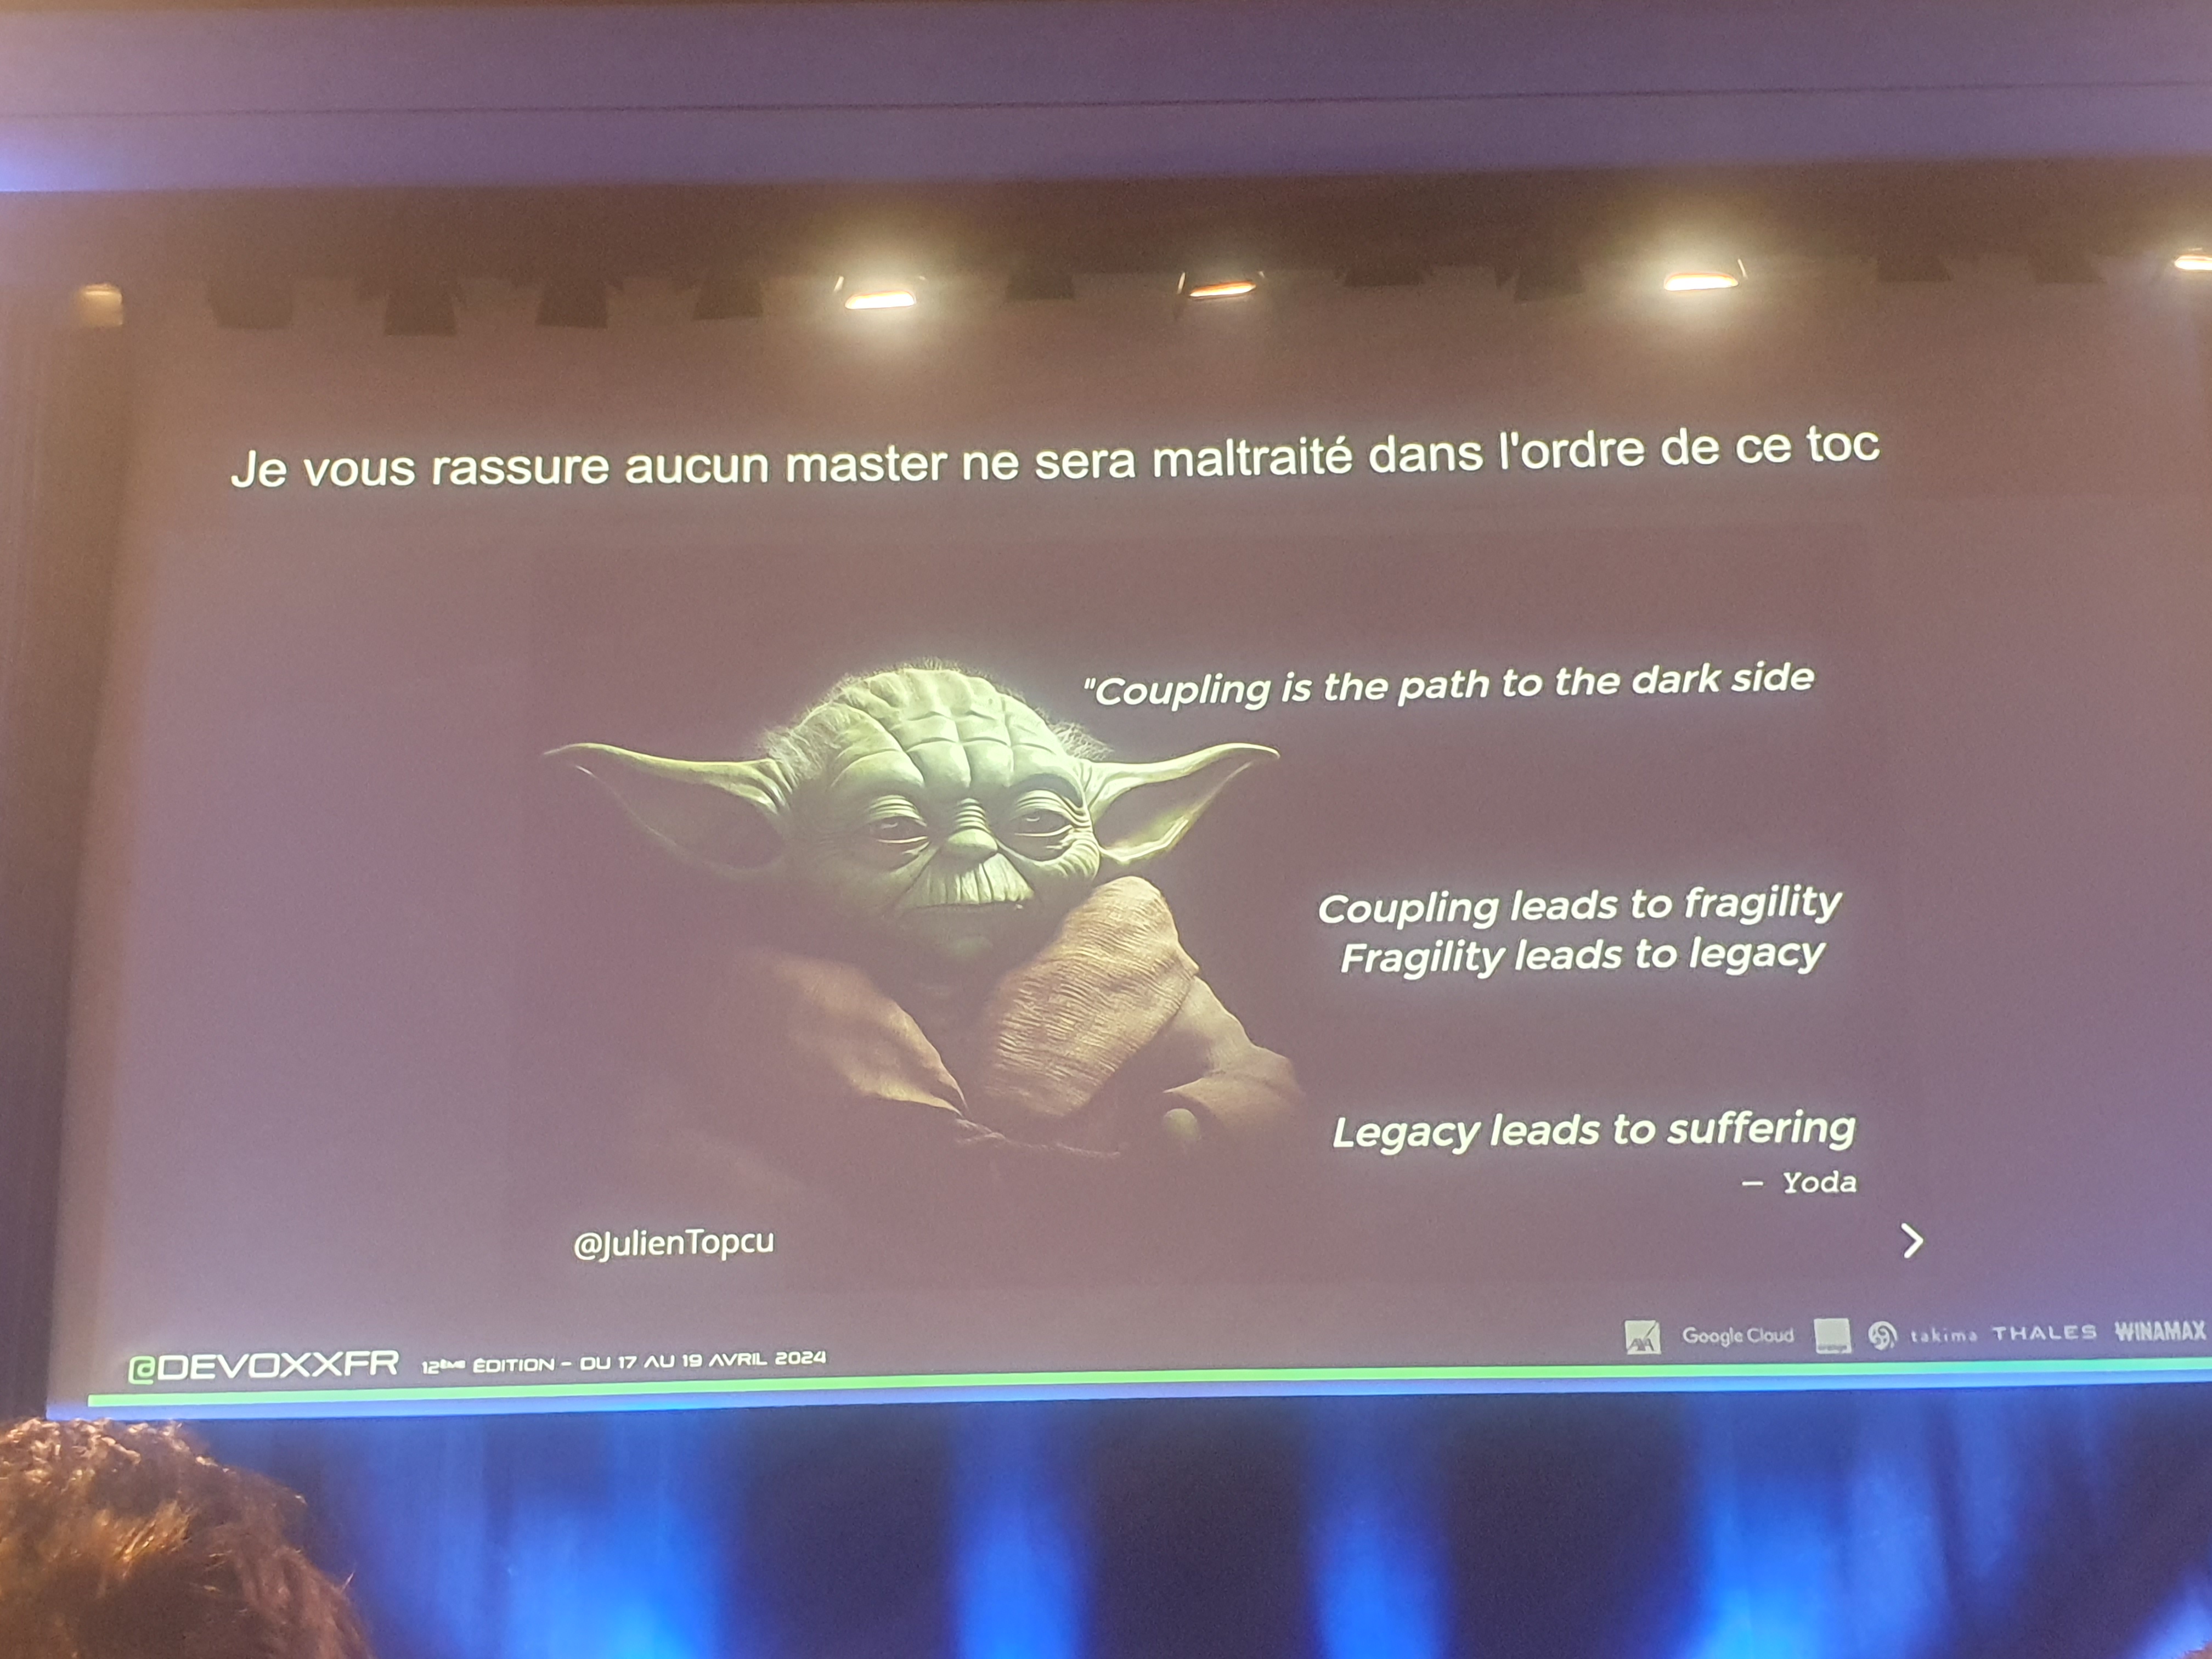 Je vous rassure aucun master ne sera maltraité dans l'ordre de ce toc
"Coupling is the path to the dark side
Coupling leads to fragility
Fragility leads to legacy
Legacy leads to suffering
— Yoda
@JulienTopcu
@DEVOXXFR 12ème ÉDITION – DU 17 AU 19 AVRIL 2024
AXA Google Cloud takima THALES WINAMAX